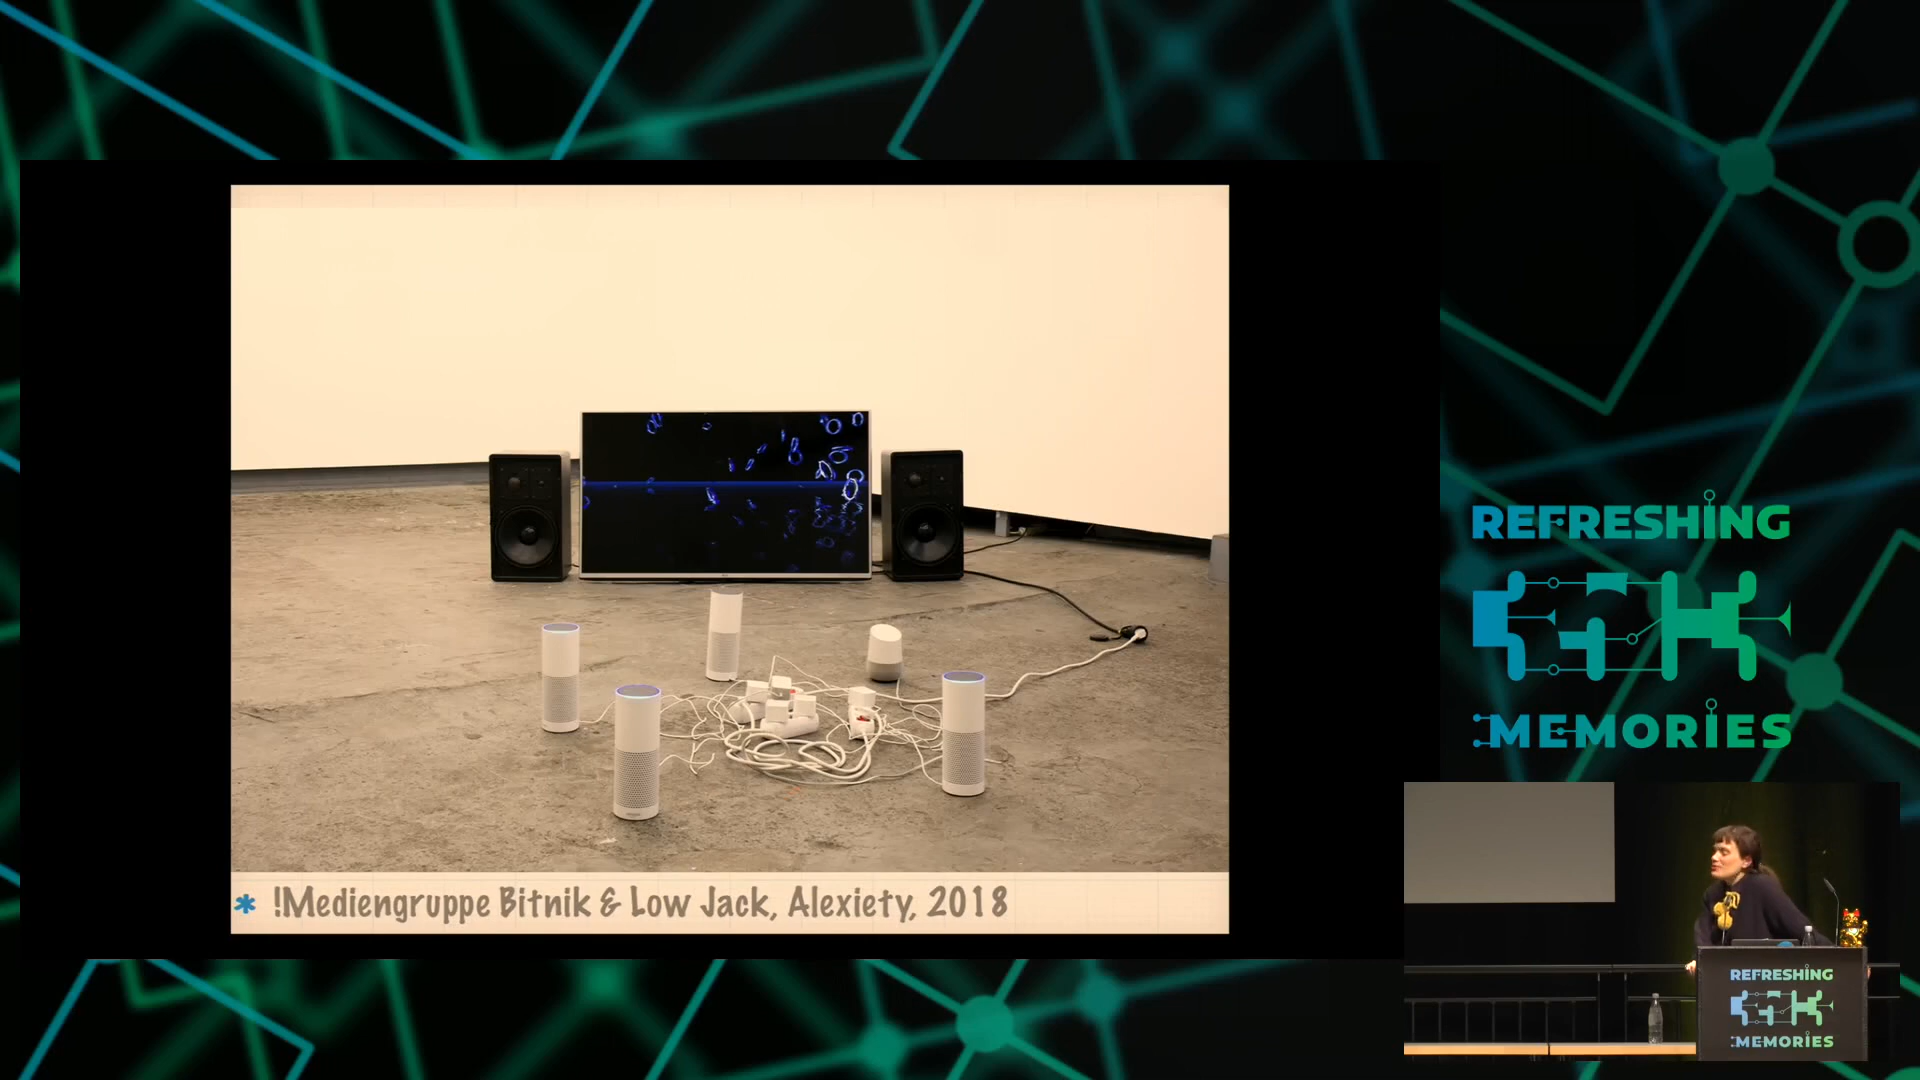 * !Mediengruppe Bitnik & Low Jack, Alexiety, 2018
REFRESHING
MEMORIES
REFRESHING
MEMORIES